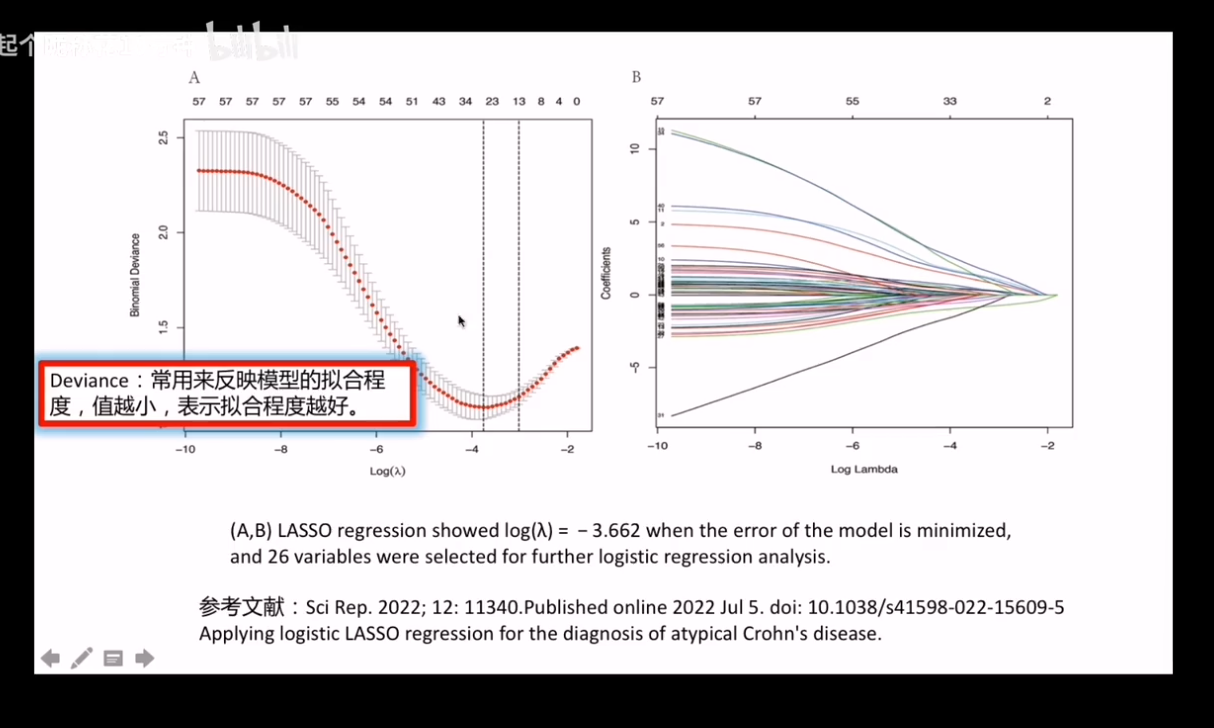 起个
bilibili
A
57 57 57 57 57 55 54 54 51 43 34 23 13 8 4 0
2.5
2.0
1.5
Binomial Deviance
−10 −8 −6 −4 −2
Log(λ)
B
57 57 55 33 2
10
5
0
−5
Coefficients
−10 −8 −6 −4 −2
Log Lambda
Deviance：常用来反映模型的拟合程
度，值越小，表示拟合程度越好。
(A,B) LASSO regression showed log(λ) = − 3.662 when the error of the model is minimized,
and 26 variables were selected for further logistic regression analysis.
参考文献：Sci Rep. 2022; 12: 11340.Published online 2022 Jul 5. doi: 10.1038/s41598-022-15609-5
Applying logistic LASSO regression for the diagnosis of atypical Crohn's disease.